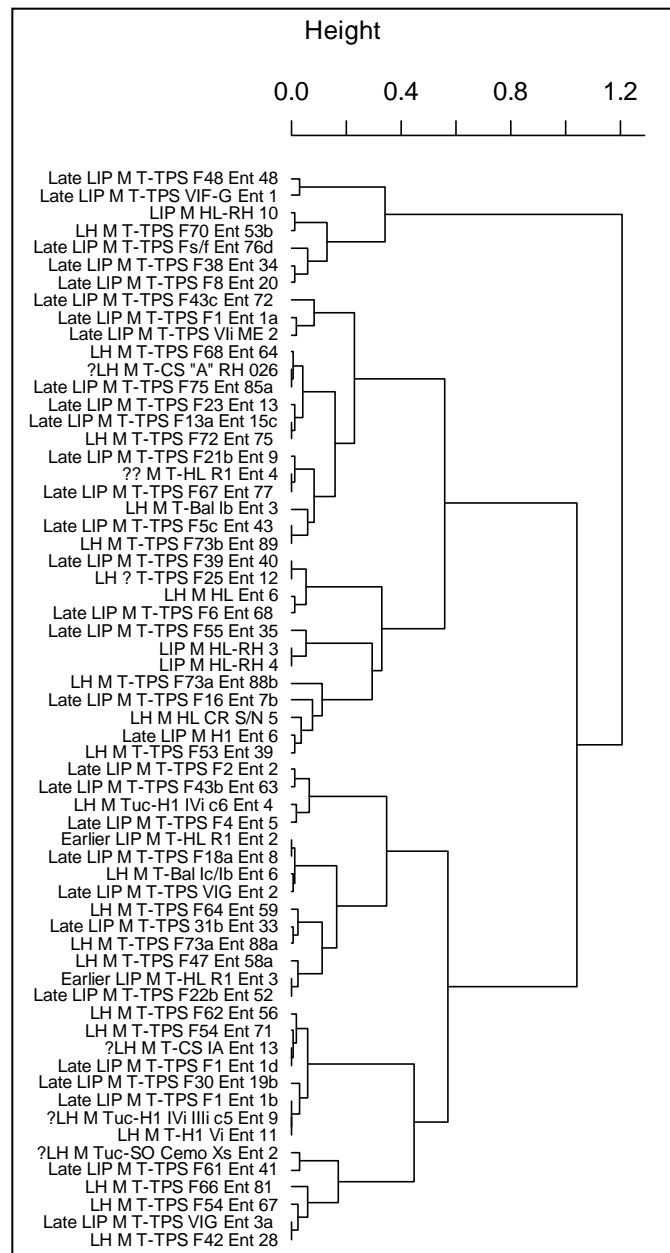 Height
0.0 0.4 0.8 1.2
Late LIP M T-TPS F48 Ent 48
Late LIP M T-TPS VIF-G Ent 1
LIP M HL-RH 10
LH M T-TPS F70 Ent 53b
Late LIP M T-TPS Fs/f Ent 76d
Late LIP M T-TPS F38 Ent 34
Late LIP M T-TPS F8 Ent 20
Late LIP M T-TPS F43c Ent 72
Late LIP M T-TPS F1 Ent 1a
Late LIP M T-TPS VIi ME 2
LH M T-TPS F68 Ent 64
?LH M T-CS "A" RH 026
Late LIP M T-TPS F75 Ent 85a
Late LIP M T-TPS F23 Ent 13
Late LIP M T-TPS F13a Ent 15c
LH M T-TPS F72 Ent 75
Late LIP M T-TPS F21b Ent 9
?? M T-HL R1 Ent 4
Late LIP M T-TPS F67 Ent 77
LH M T-Bal Ib Ent 3
Late LIP M T-TPS F5c Ent 43
LH M T-TPS F73b Ent 89
Late LIP M T-TPS F39 Ent 40
LH ? T-TPS F25 Ent 12
LH M HL Ent 6
Late LIP M T-TPS F6 Ent 68
Late LIP M T-TPS F55 Ent 35
LIP M HL-RH 3
LIP M HL-RH 4
LH M T-TPS F73a Ent 88b
Late LIP M T-TPS F16 Ent 7b
LH M HL CR S/N 5
Late LIP M H1 Ent 6
LH M T-TPS F53 Ent 39
Late LIP M T-TPS F2 Ent 2
Late LIP M T-TPS F43b Ent 63
LH M Tuc-H1 IVi c6 Ent 4
Late LIP M T-TPS F4 Ent 5
Earlier LIP M T-HL R1 Ent 2
Late LIP M T-TPS F18a Ent 8
LH M T-Bal Ic/Ib Ent 6
Late LIP M T-TPS VIG Ent 2
LH M T-TPS F64 Ent 59
Late LIP M T-TPS 31b Ent 33
LH M T-TPS F73a Ent 88a
LH M T-TPS F47 Ent 58a
Earlier LIP M T-HL R1 Ent 3
Late LIP M T-TPS F22b Ent 52
LH M T-TPS F62 Ent 56
LH M T-TPS F54 Ent 71
?LH M T-CS IA Ent 13
Late LIP M T-TPS F1 Ent 1d
Late LIP M T-TPS F30 Ent 19b
Late LIP M T-TPS F1 Ent 1b
?LH M Tuc-H1 IVi IIIi c5 Ent 9
LH M T-H1 Vi Ent 11
?LH M Tuc-SO Cemo Xs Ent 2
Late LIP M T-TPS F61 Ent 41
LH M T-TPS F66 Ent 81
LH M T-TPS F54 Ent 67
Late LIP M T-TPS VIG Ent 3a
LH M T-TPS F42 Ent 28